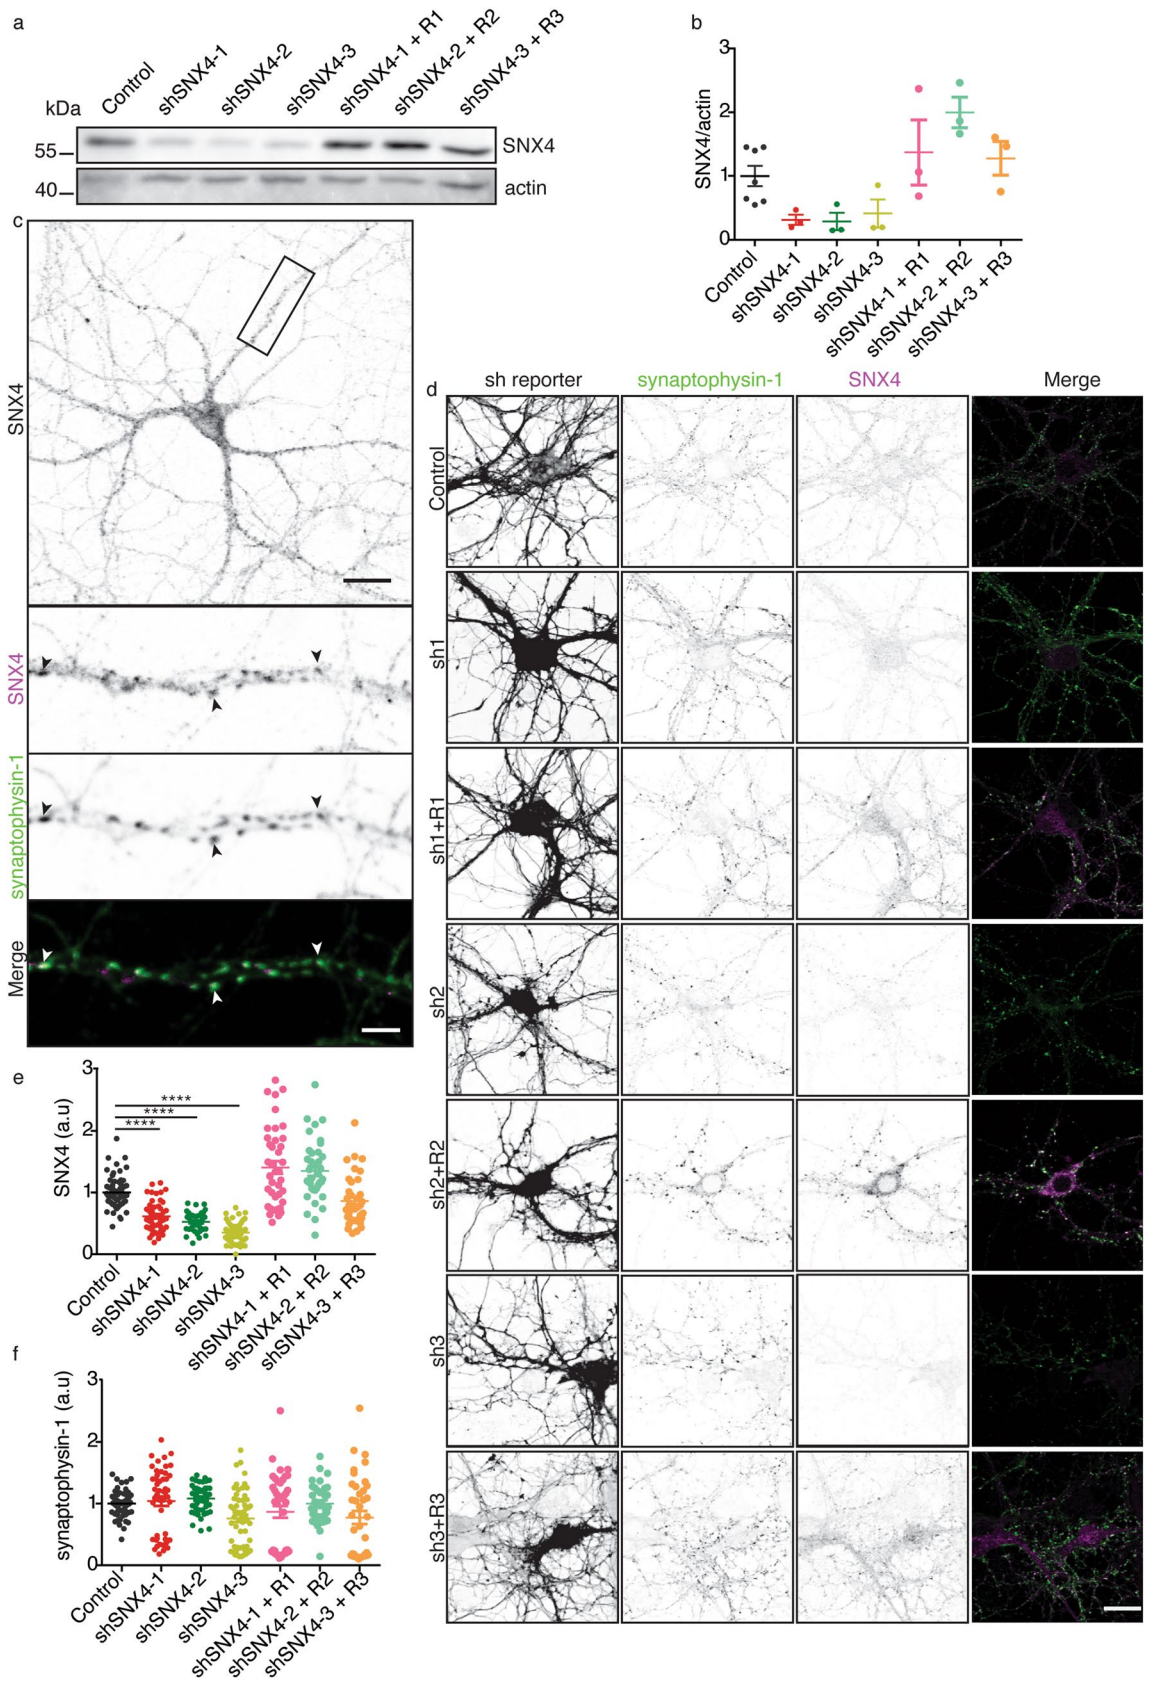 a
kDa
Control
shSNX4-1
shSNX4-2
shSNX4-3
shSNX4-1 + R1
shSNX4-2 + R2
shSNX4-3 + R3
55
SNX4
40
actin
b
SNX4/actin
3
2
1
0
Control
shSNX4-1
shSNX4-2
shSNX4-3
shSNX4-1 + R1
shSNX4-2 + R2
shSNX4-3 + R3
c
SNX4
SNX4
synaptophysin-1
Merge
d
sh reporter
synaptophysin-1
SNX4
Merge
Control
sh1
sh1+R1
sh2
sh2+R2
sh3
sh3+R3
e
SNX4 (a.u)
3
2
1
0
****
****
****
Control
shSNX4-1
shSNX4-2
shSNX4-3
shSNX4-1 + R1
shSNX4-2 + R2
shSNX4-3 + R3
f
synaptophysin-1 (a.u)
3
2
1
0
Control
shSNX4-1
shSNX4-2
shSNX4-3
shSNX4-1 + R1
shSNX4-2 + R2
shSNX4-3 + R3